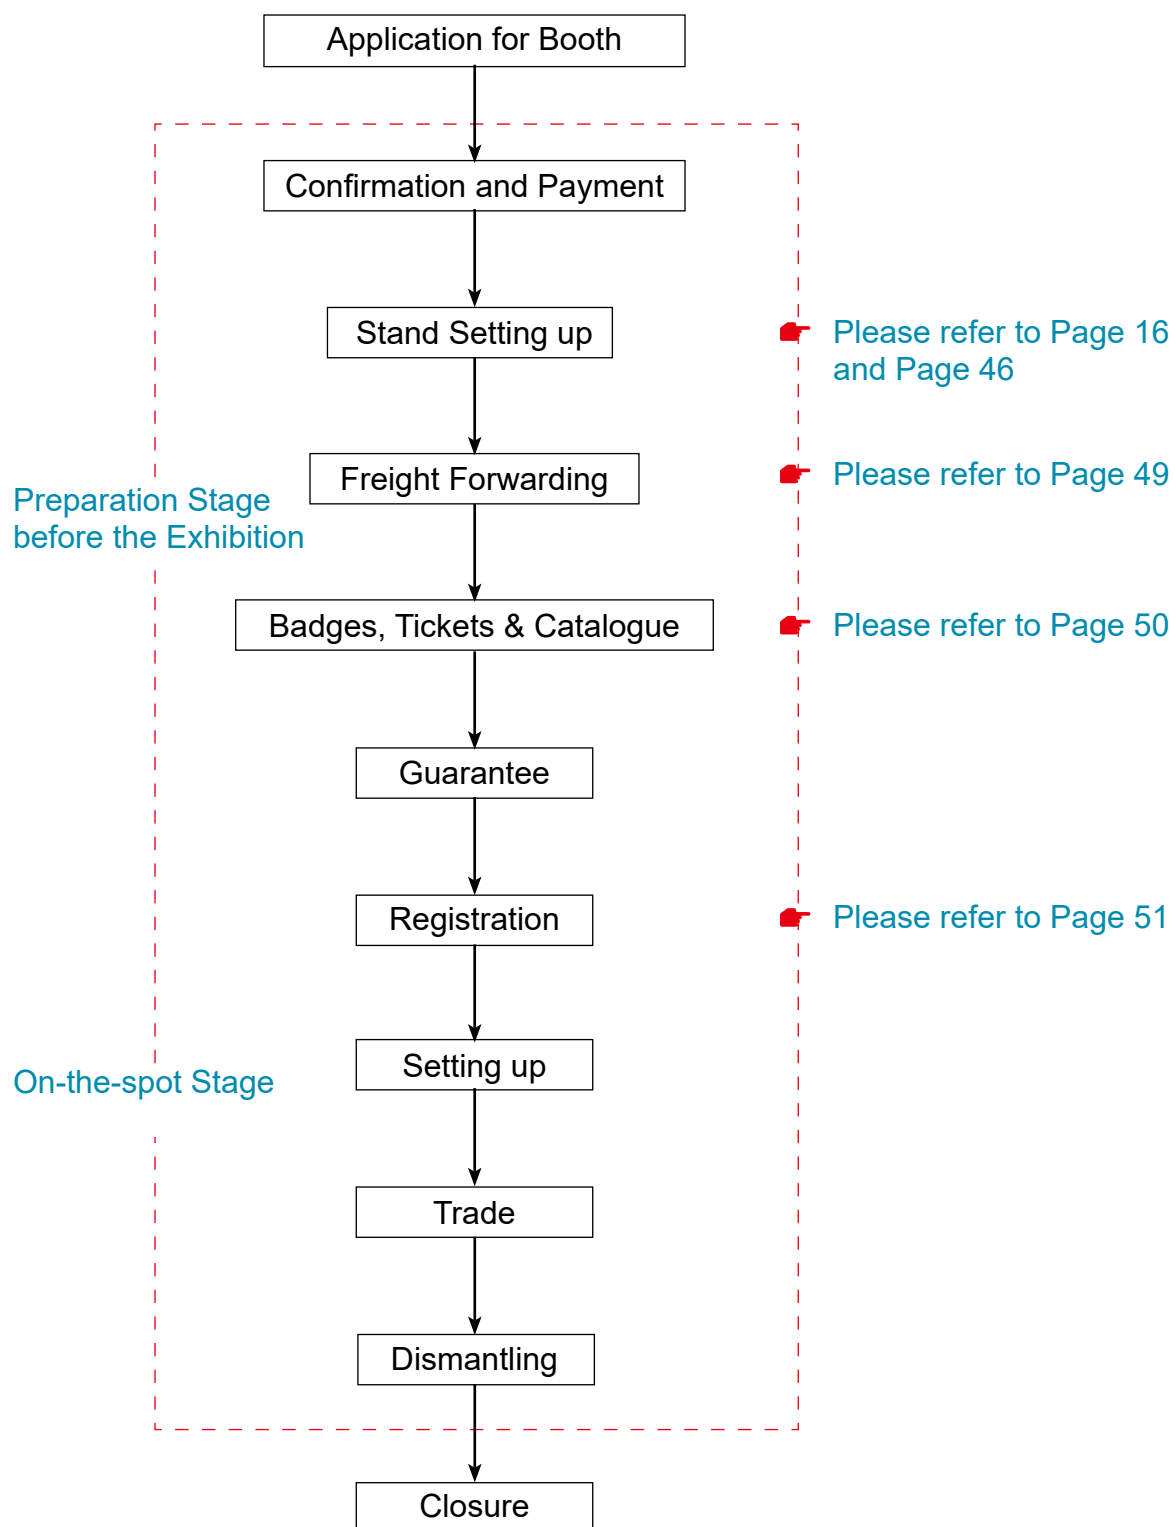 Application for Booth
Confirmation and Payment
Stand Setting up
Please refer to Page 16
and Page 46
Freight Forwarding
Please refer to Page 49
Preparation Stage
before the Exhibition
Badges, Tickets & Catalogue
Please refer to Page 50
Guarantee
Registration
Please refer to Page 51
Setting up
On-the-spot Stage
Trade
Dismantling
Closure